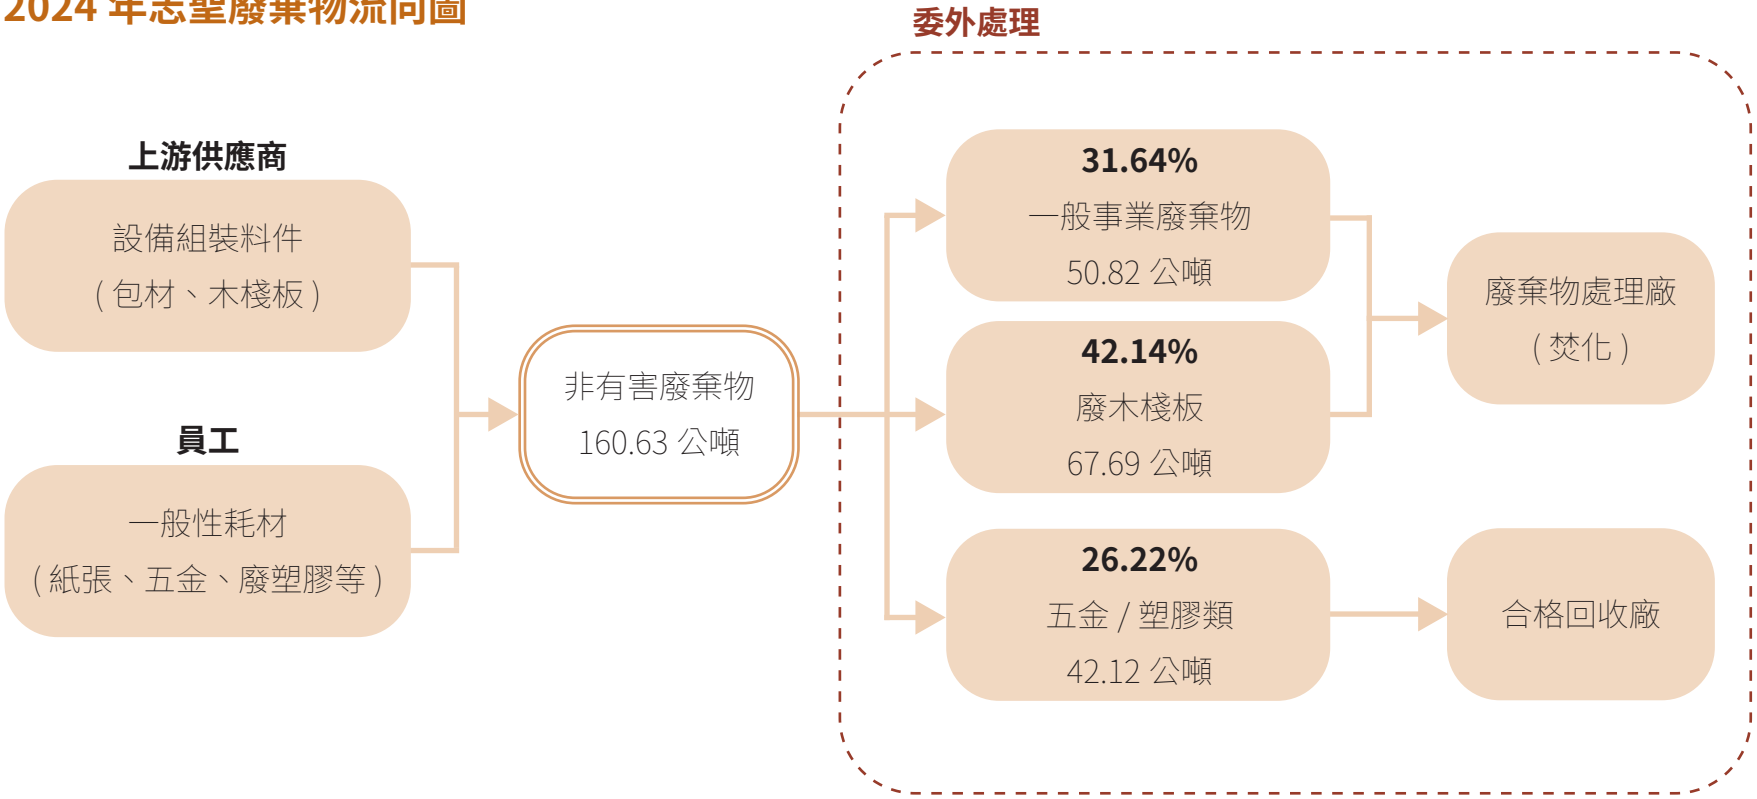 2024 年志聖廢棄物流向圖
委外處理
上游供應商
設備組裝料件
( 包材、木棧板 )
員工
一般性耗材
( 紙張、五金、廢塑膠等 )
非有害廢棄物
160.63 公噸
31.64%
一般事業廢棄物
50.82 公噸
42.14%
廢木棧板
67.69 公噸
26.22%
五金 / 塑膠類
42.12 公噸
廢棄物處理廠
( 焚化 )
合格回收廠